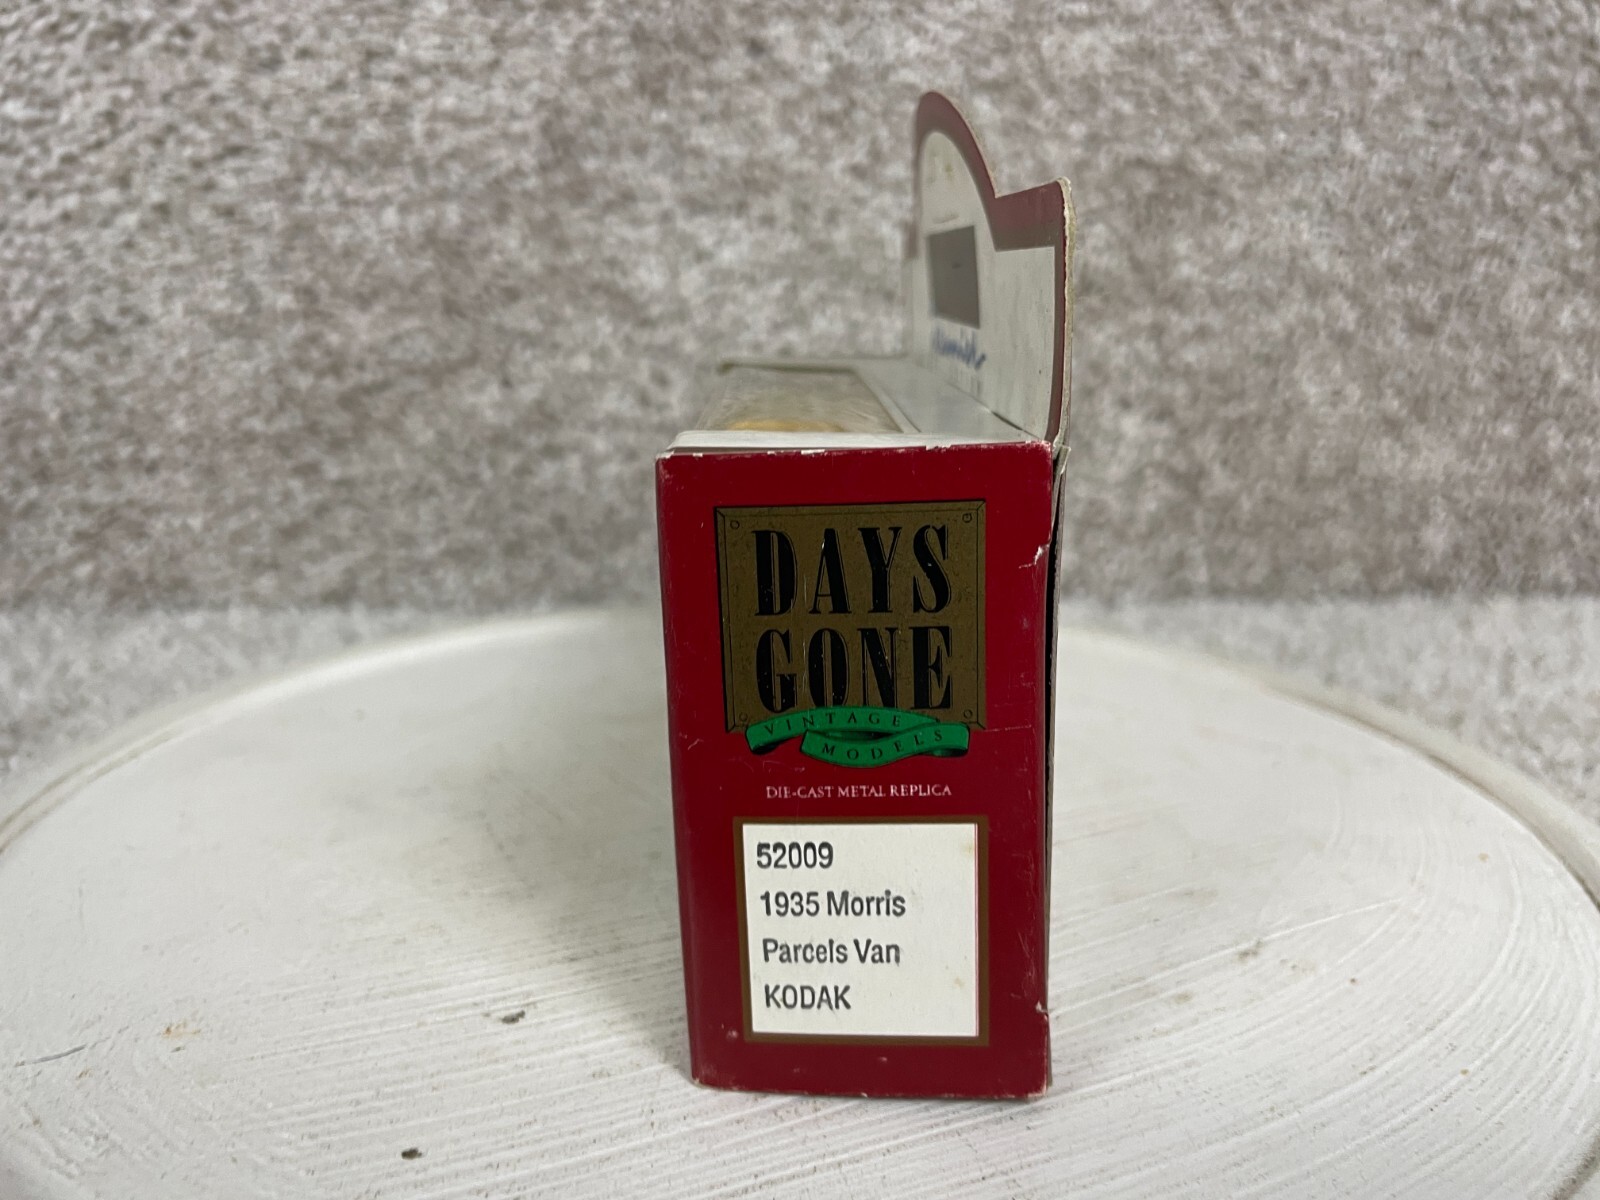 DAYS
GONE
VINTAGE
MODELS
DIE-CAST METAL REPLICA
52009
1935 Morris
Parcels Van
KODAK